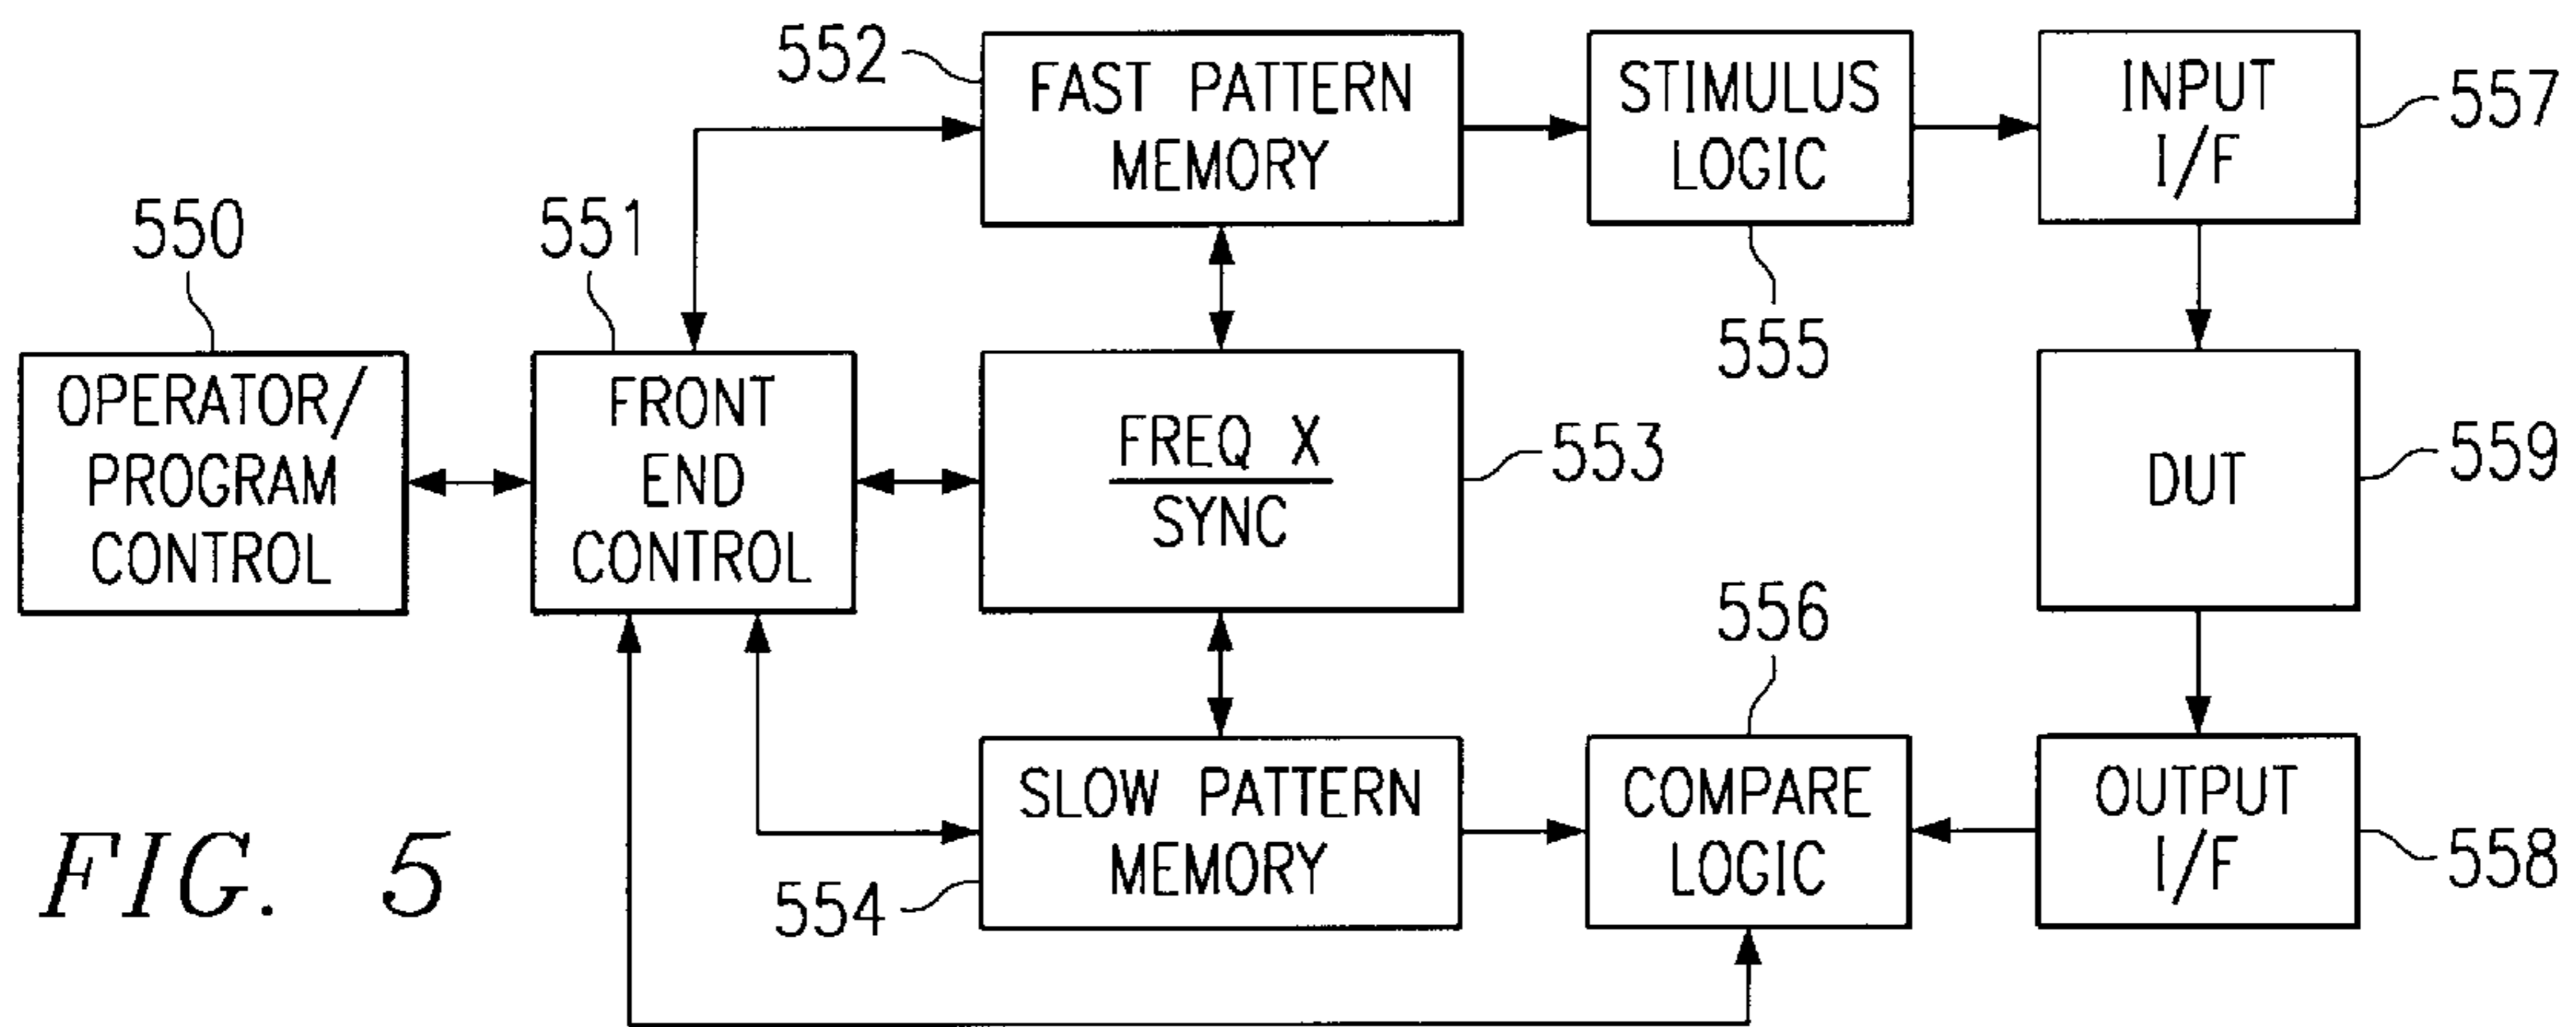 552
FAST PATTERN
MEMORY
STIMULUS
LOGIC
INPUT
I/F
557
550
551
555
OPERATOR/
PROGRAM
CONTROL
FRONT
END
CONTROL
FREQ X
SYNC
553
DUT
559
556
SLOW PATTERN
MEMORY
554
COMPARE
LOGIC
OUTPUT
I/F
558
FIG. 5